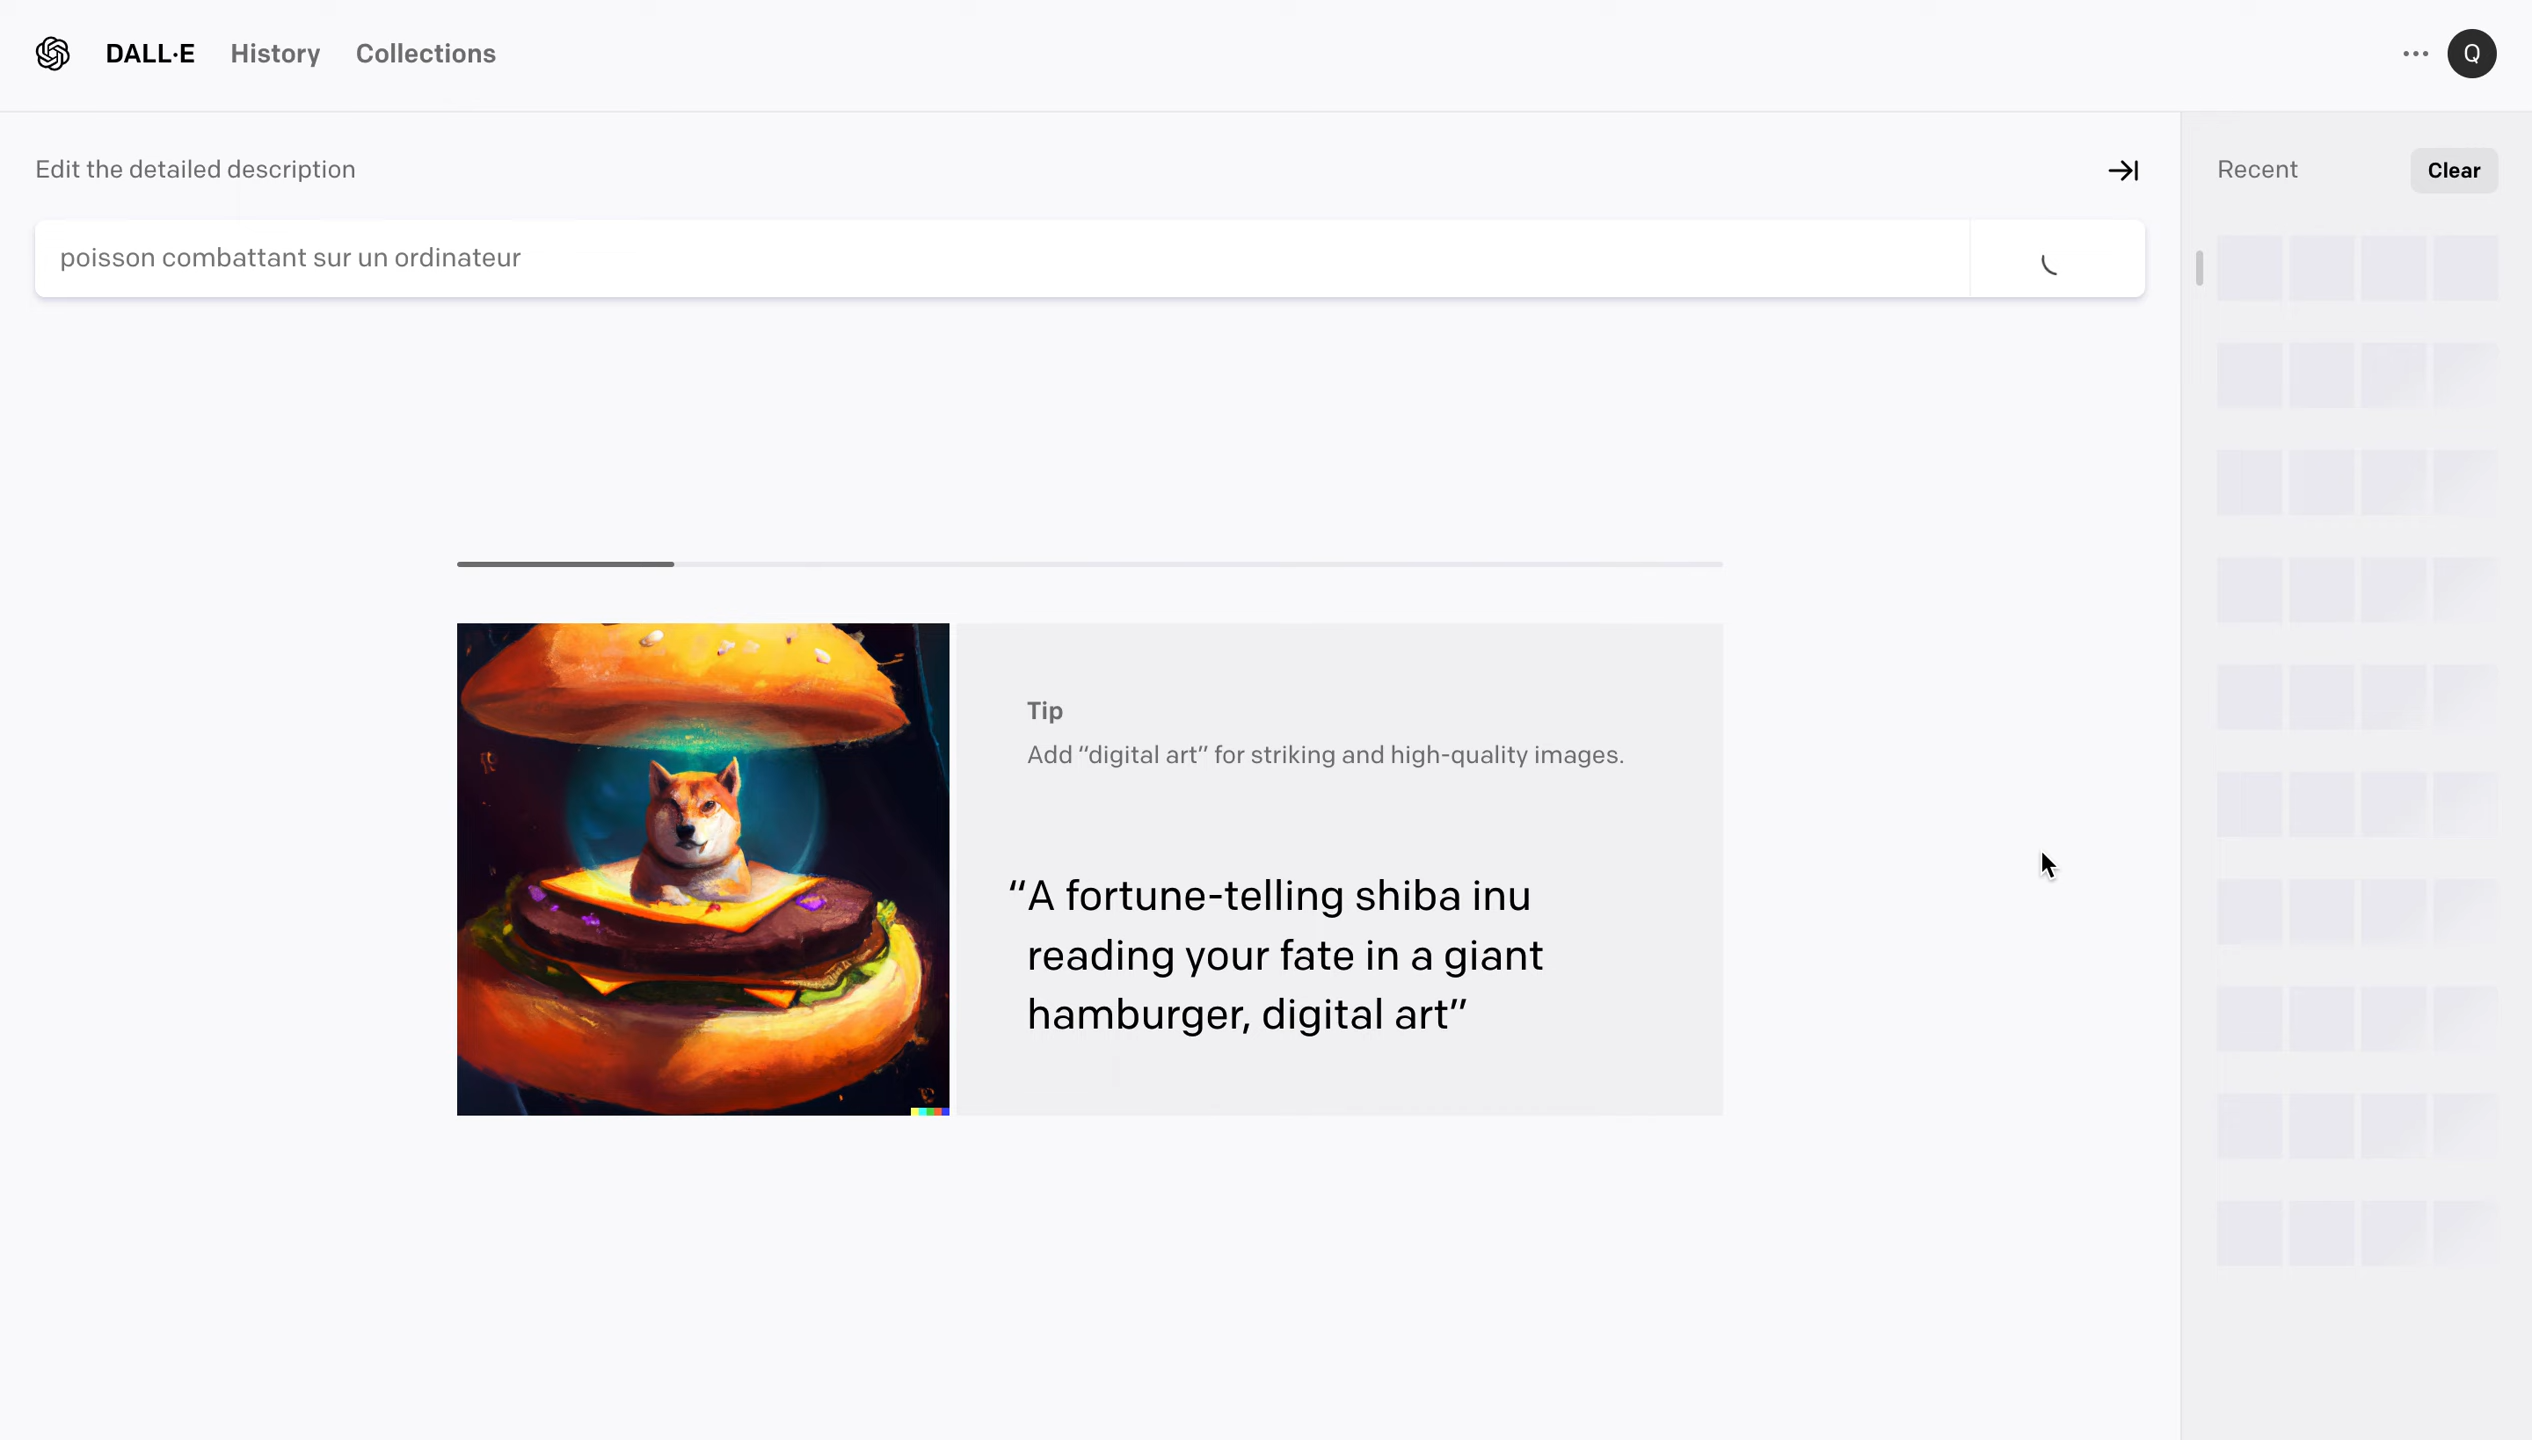 DALL·E
History
Collections
Q
Edit the detailed description
Recent
Clear
poisson combattant sur un ordinateur
Tip
Add “digital art” for striking and high-quality images.
“A fortune-telling shiba inu
reading your fate in a giant
hamburger, digital art”